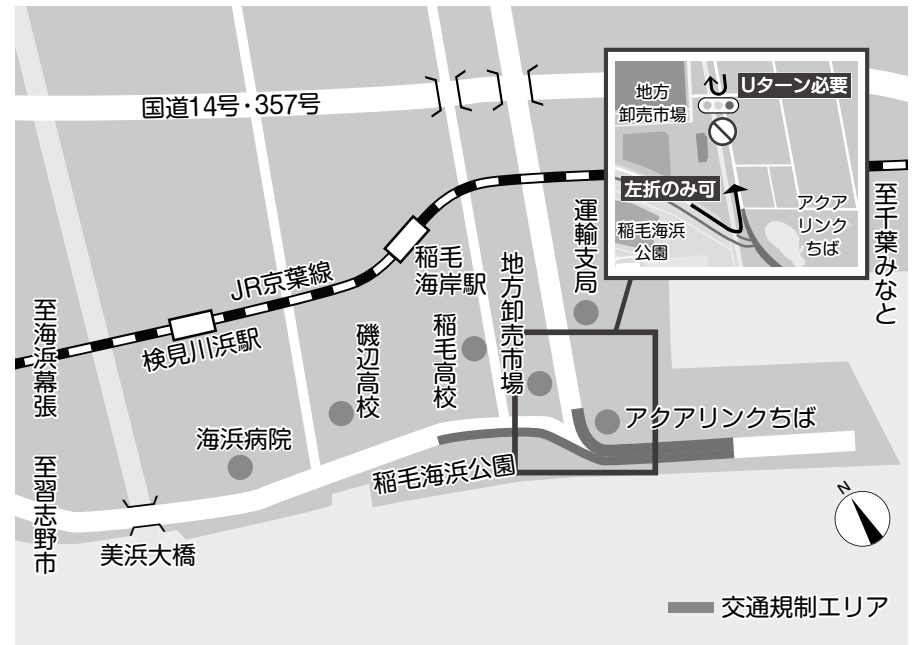 国道14号・357号
地方
卸売市場
Uターン必要
左折のみ可
稲毛海浜
公園
アクア
リンク
ちば
至千葉みなと
運輸支局
稲毛
海岸駅
JR京葉線
検見川浜駅
至海浜幕張
地方卸売市場
稲毛高校
磯辺高校
アクアリンクちば
海浜病院
稲毛海浜公園
至習志野市
美浜大橋
N
交通規制エリア